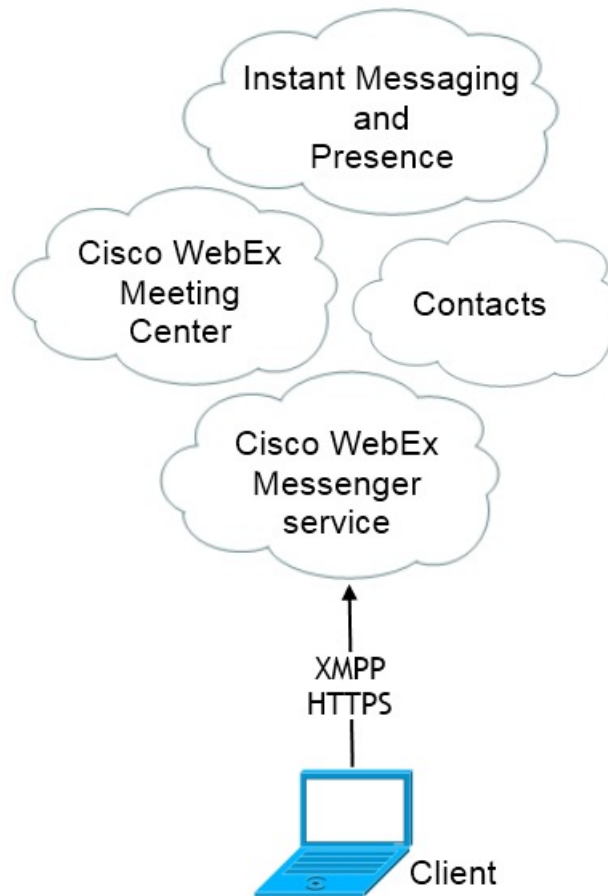 Instant Messaging
and
Presence
Cisco WebEx
Meeting
Center
Contacts
Cisco WebEx
Messenger
service
XMPP
HTTPS
Client